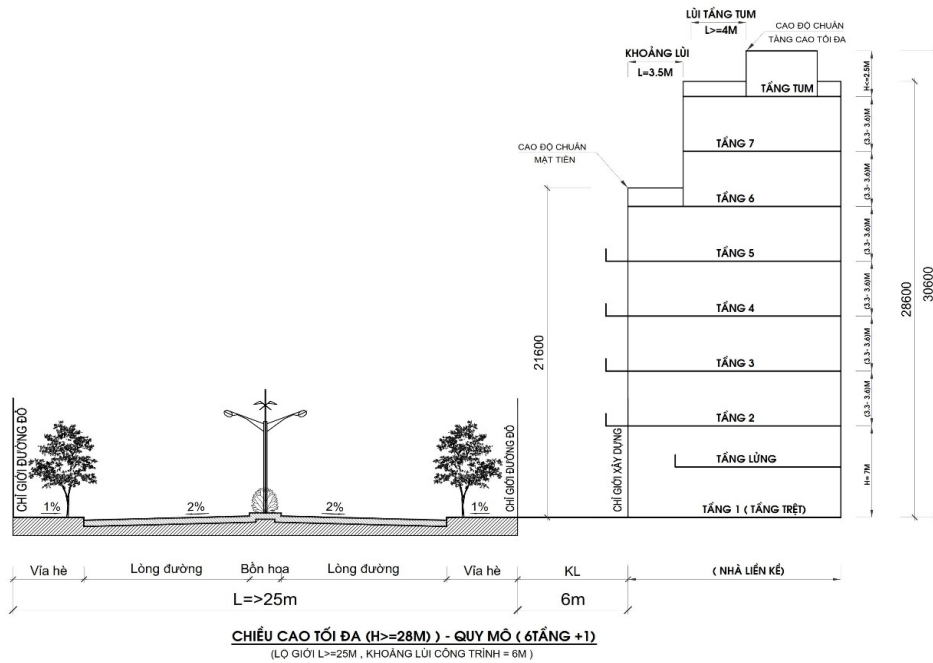 LÙI TẦNG TUM
L>=4M
CAO ĐỘ CHUẨN
TẦNG CAO TỐI ĐA
KHOẢNG LÙI
L=3.5M
H<=2.5M
TẦNG TUM
(3.3- 3.6)M
TẦNG 7
CAO ĐỘ CHUẨN
MẶT TIỀN
(3.3- 3.6)M
TẦNG 6
(3.3- 3.6)M
TẦNG 5
(3.3- 3.6)M
TẦNG 4
(3.3- 3.6)M
TẦNG 3
(3.3- 3.6)M
TẦNG 2
21600
28600
30600
H= 7M
TẦNG LỬNG
TẦNG 1 ( TẦNG TRỆT)
CHỈ GIỚI ĐƯỜNG ĐỎ
CHỈ GIỚI ĐƯỜNG ĐỎ
CHỈ GIỚI XÂY DỰNG
1%
2%
2%
1%
Vỉa hè
Lòng đường
Bồn hoa
Lòng đường
Vỉa hè
KL
( NHÀ LIỀN KỀ)
L=>25m
6m
CHIỀU CAO TỐI ĐA (H>=28M) ) - QUY MÔ ( 6TẦNG +1)
(LỘ GIỚI L>=25M , KHOẢNG LÙI CÔNG TRÌNH = 6M )